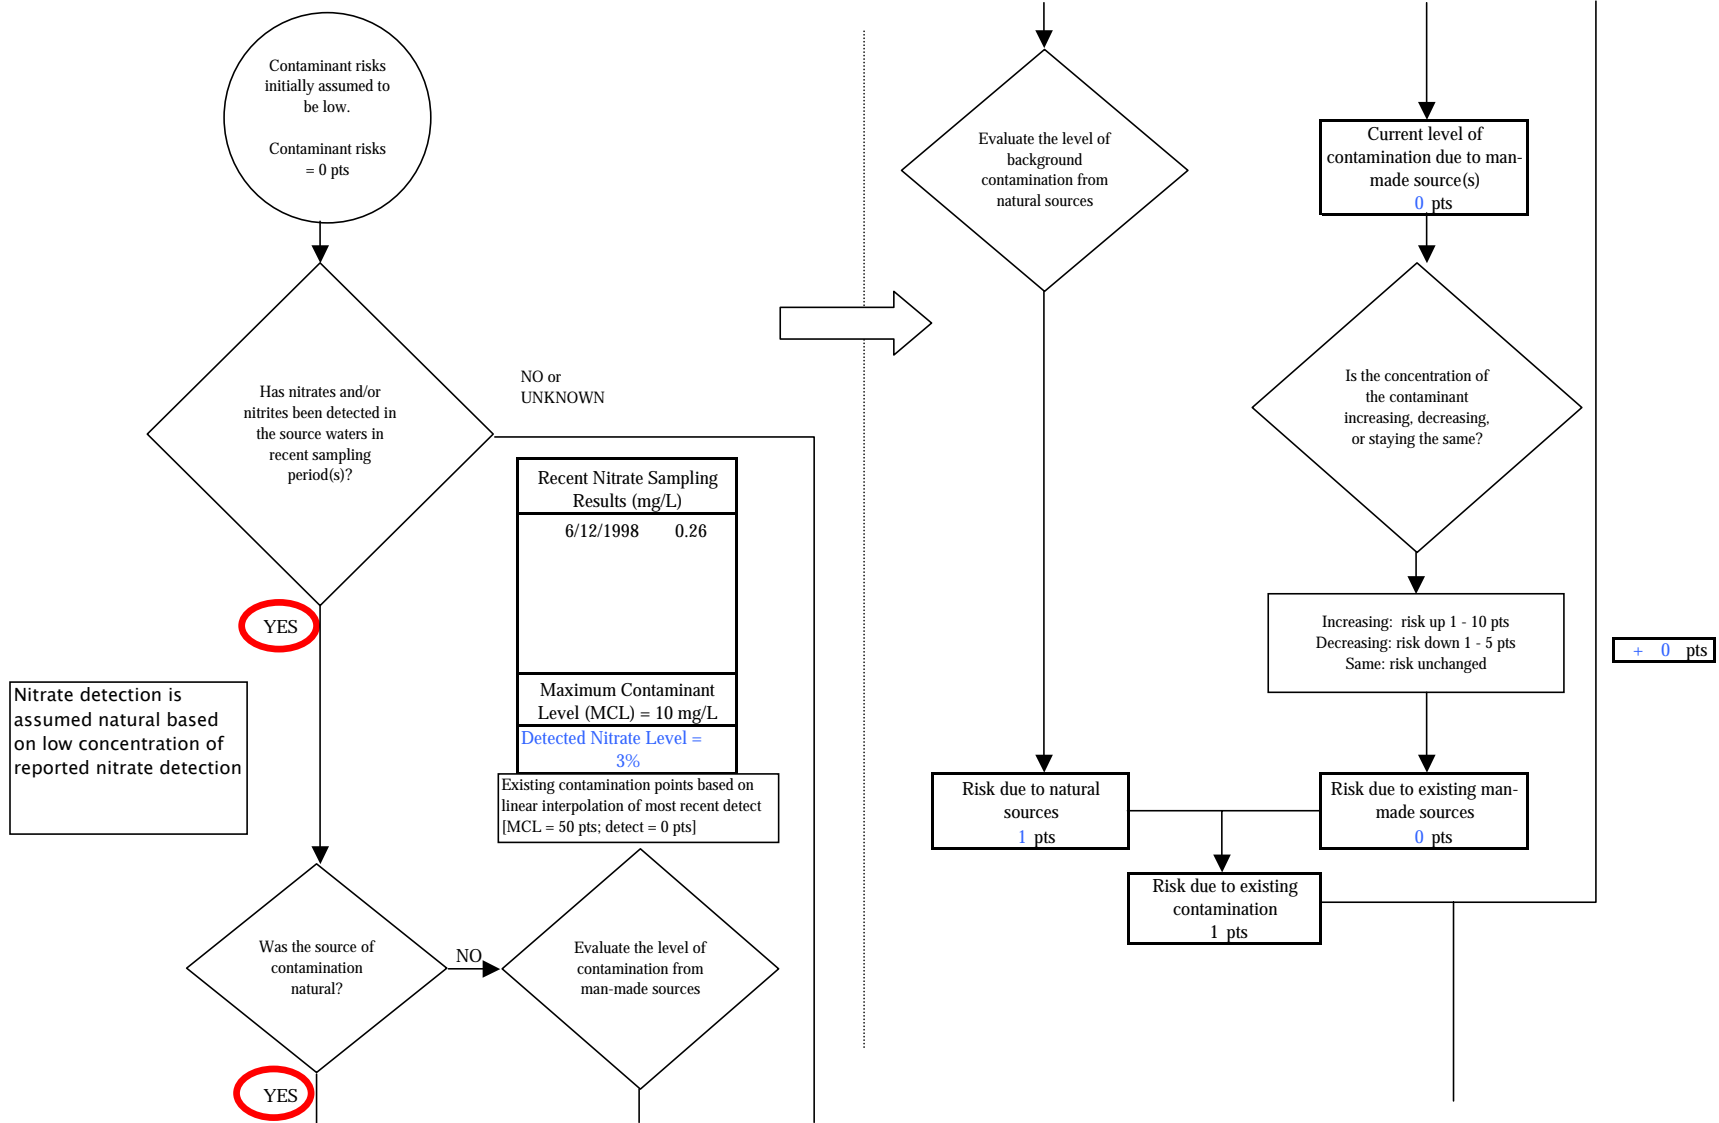 Contaminant risks
initially assumed to
be low.
Contaminant risks
= 0 pts
Has nitrates and/or
nitrites been detected in
the source waters in
recent sampling
period(s)?
NO or
UNKNOWN
YES
Recent Nitrate Sampling
Results (mg/L)
6/12/1998 0.26
Maximum Contaminant
Level (MCL) = 10 mg/L
Detected Nitrate Level =
3%
Existing contamination points based on
linear interpolation of most recent detect
[MCL = 50 pts; detect = 0 pts]
Nitrate detection is
assumed natural based
on low concentration of
reported nitrate detection
Was the source of
contamination
natural?
NO
Evaluate the level of
contamination from
man-made sources
YES
Evaluate the level of
background
contamination from
natural sources
Current level of
contamination due to man-
made source(s)
0 pts
Is the concentration of
the contaminant
increasing, decreasing,
or staying the same?
Increasing: risk up 1 - 10 pts
Decreasing: risk down 1 - 5 pts
Same: risk unchanged
+ 0 pts
Risk due to natural
sources
1 pts
Risk due to existing man-
made sources
0 pts
Risk due to existing
contamination
1 pts